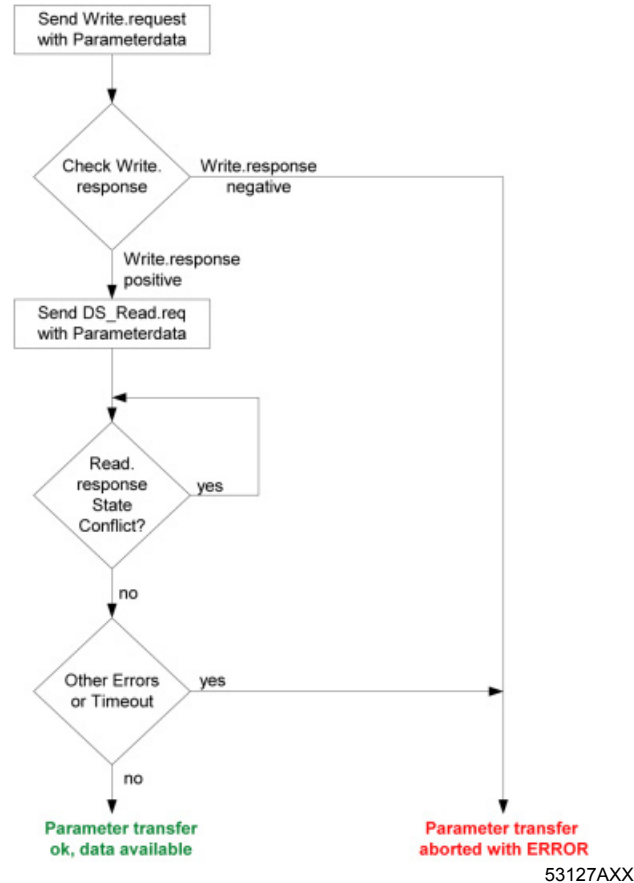 Send Write.request
with Parameterdata
Check Write.
response
Write.response
negative
Write.response
positive
Send DS_Read.req
with Parameterdata
Read.
response
State
Conflict?
yes
no
Other Errors
or Timeout
yes
no
Parameter transfer
ok, data available
Parameter transfer
aborted with ERROR
53127AXX